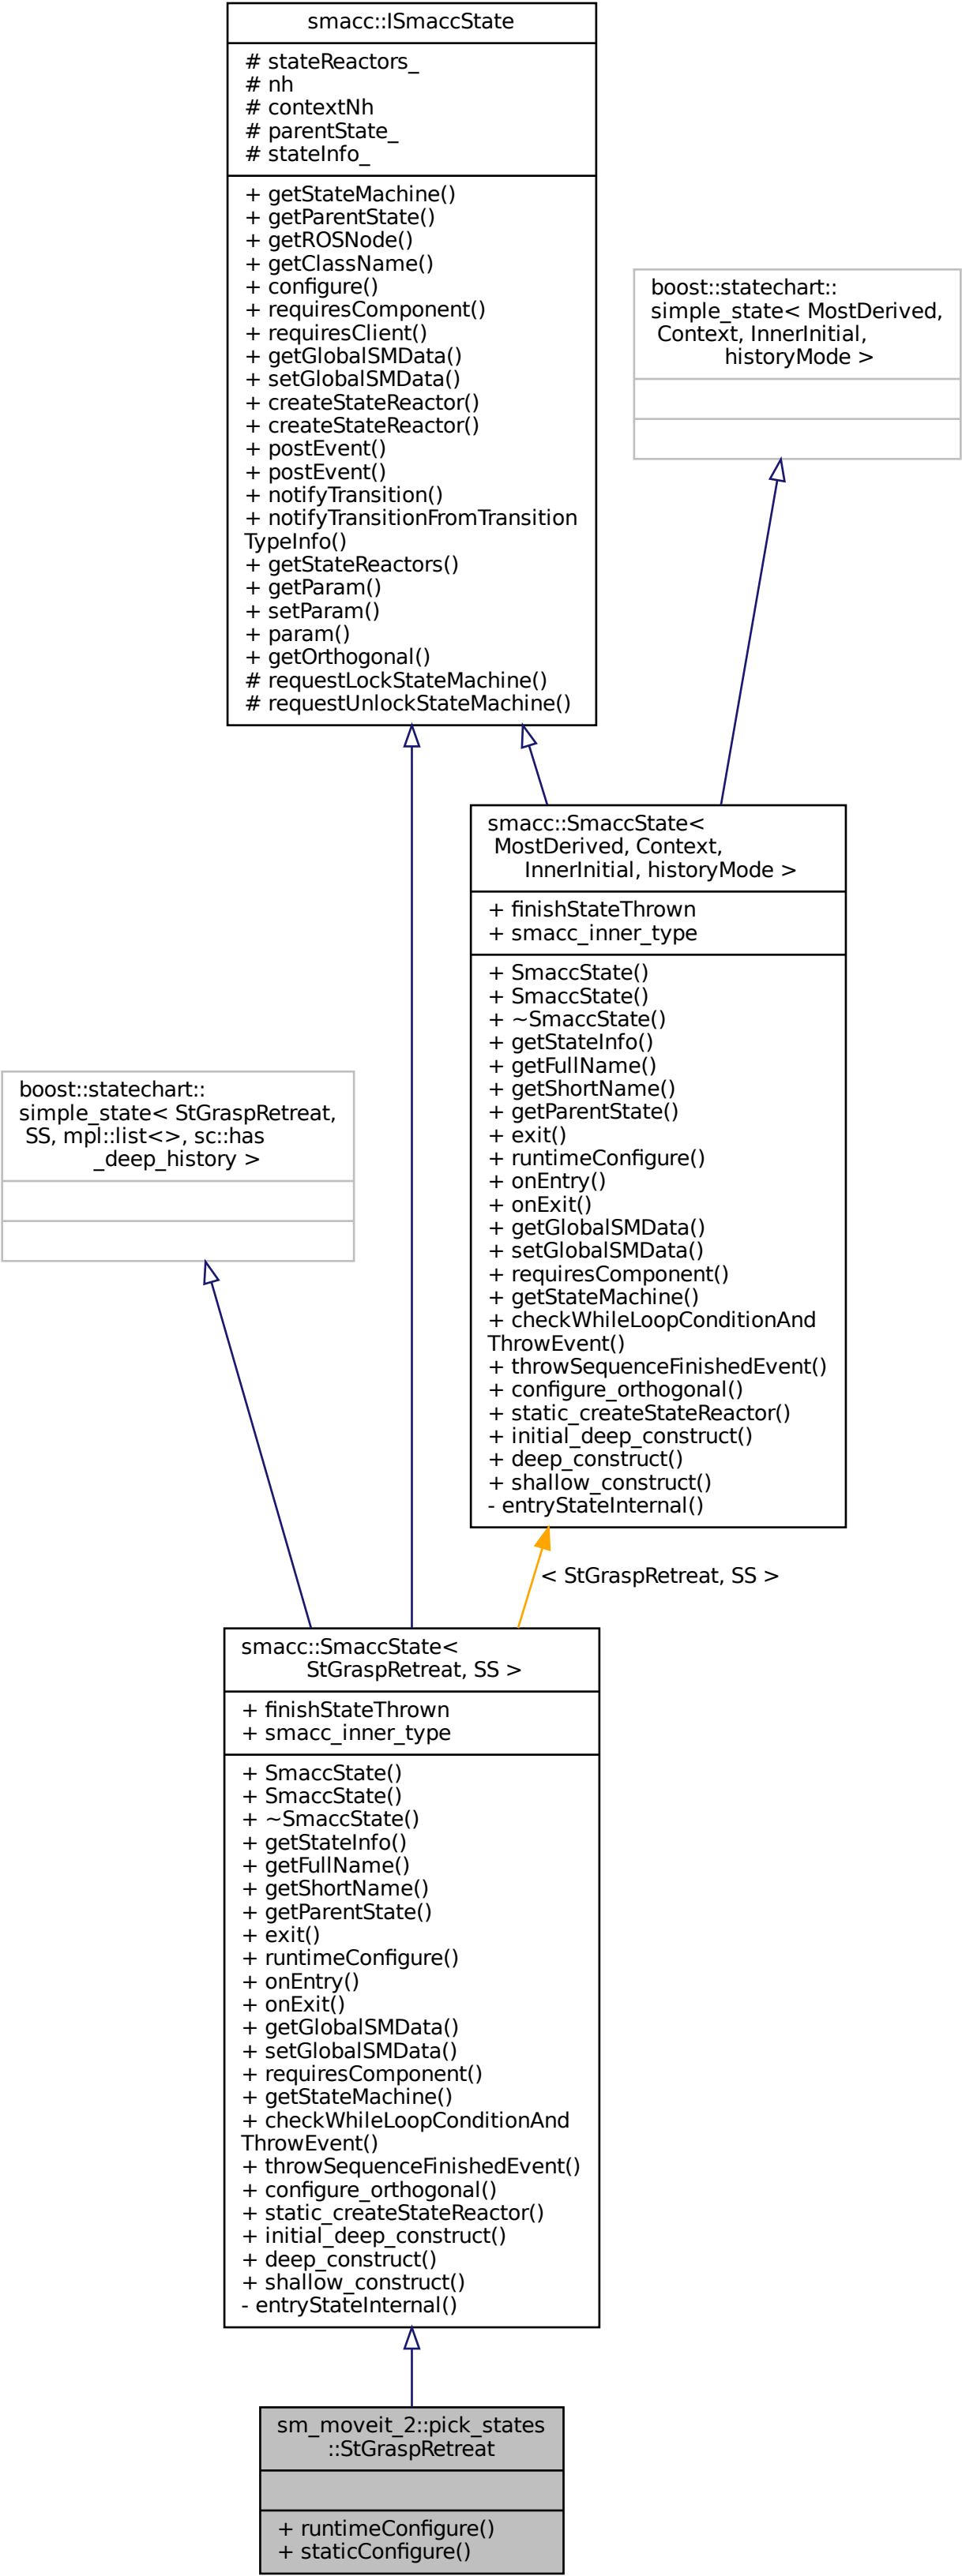 smacc::ISmaccState
# stateReactors_
# nh
# contextNh
# parentState_
# stateInfo_
+ getStateMachine()
+ getParentState()
+ getROSNode()
+ getClassName()
+ configure()
+ requiresComponent()
+ requiresClient()
+ getGlobalSMData()
+ setGlobalSMData()
+ createStateReactor()
+ createStateReactor()
+ postEvent()
+ postEvent()
+ notifyTransition()
+ notifyTransitionFromTransition
TypeInfo()
+ getStateReactors()
+ getParam()
+ setParam()
+ param()
+ getOrthogonal()
# requestLockStateMachine()
# requestUnlockStateMachine()
boost::statechart::
simple_state< MostDerived,
Context, InnerInitial,
historyMode >
smacc::SmaccState<
MostDerived, Context,
InnerInitial, historyMode >
+ finishStateThrown
+ smacc_inner_type
+ SmaccState()
+ SmaccState()
+ ~SmaccState()
+ getStateInfo()
+ getFullName()
+ getShortName()
+ getParentState()
+ exit()
+ runtimeConfigure()
+ onEntry()
+ onExit()
+ getGlobalSMData()
+ setGlobalSMData()
+ requiresComponent()
+ getStateMachine()
+ checkWhileLoopConditionAnd
ThrowEvent()
+ throwSequenceFinishedEvent()
+ configure_orthogonal()
+ static_createStateReactor()
+ initial_deep_construct()
+ deep_construct()
+ shallow_construct()
- entryStateInternal()
boost::statechart::
simple_state< StGraspRetreat,
SS, mpl::list<>, sc::has
_deep_history >
< StGraspRetreat, SS >
smacc::SmaccState<
StGraspRetreat, SS >
+ finishStateThrown
+ smacc_inner_type
+ SmaccState()
+ SmaccState()
+ ~SmaccState()
+ getStateInfo()
+ getFullName()
+ getShortName()
+ getParentState()
+ exit()
+ runtimeConfigure()
+ onEntry()
+ onExit()
+ getGlobalSMData()
+ setGlobalSMData()
+ requiresComponent()
+ getStateMachine()
+ checkWhileLoopConditionAnd
ThrowEvent()
+ throwSequenceFinishedEvent()
+ configure_orthogonal()
+ static_createStateReactor()
+ initial_deep_construct()
+ deep_construct()
+ shallow_construct()
- entryStateInternal()
sm_moveit_2::pick_states
::StGraspRetreat
+ runtimeConfigure()
+ staticConfigure()